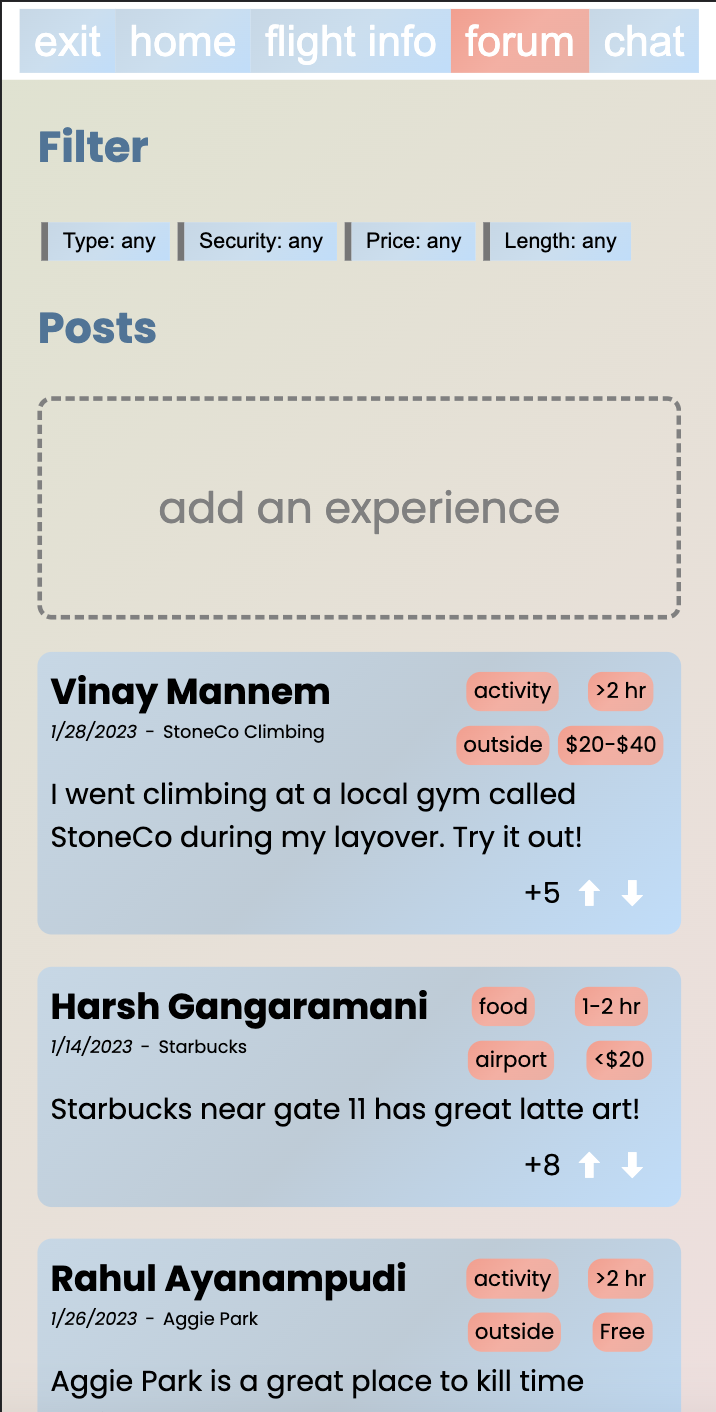 exit home flight info forum chat
Filter
Type: any Security: any Price: any Length: any
Posts
add an experience
Vinay Mannem activity >2 hr
1/28/2023 - StoneCo Climbing outside $20-$40
I went climbing at a local gym called
StoneCo during my layover. Try it out!
+5
Harsh Gangaramani food 1-2 hr
1/14/2023 - Starbucks airport <$20
Starbucks near gate 11 has great latte art!
+8
Rahul Ayanampudi activity >2 hr
1/26/2023 - Aggie Park outside Free
Aggie Park is a great place to kill time